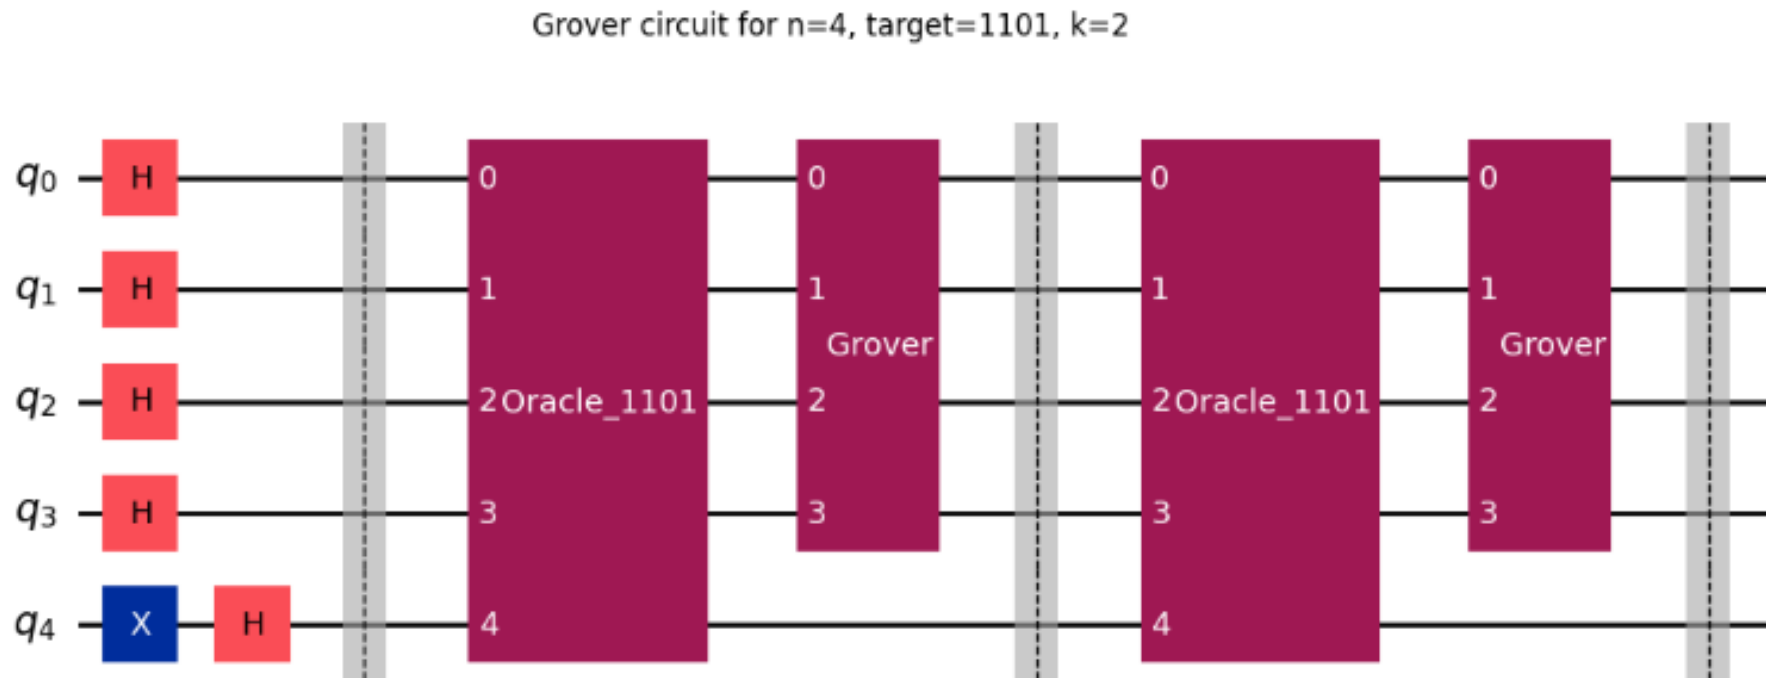 Grover circuit for n=4, target=1101, k=2
q0 H 0 0 0 0
q1 H 1 1 1 1
Grover Grover
q2 H 2 Oracle_1101 2 2 Oracle_1101 2
q3 H 3 3 3 3
q4 X H 4 4